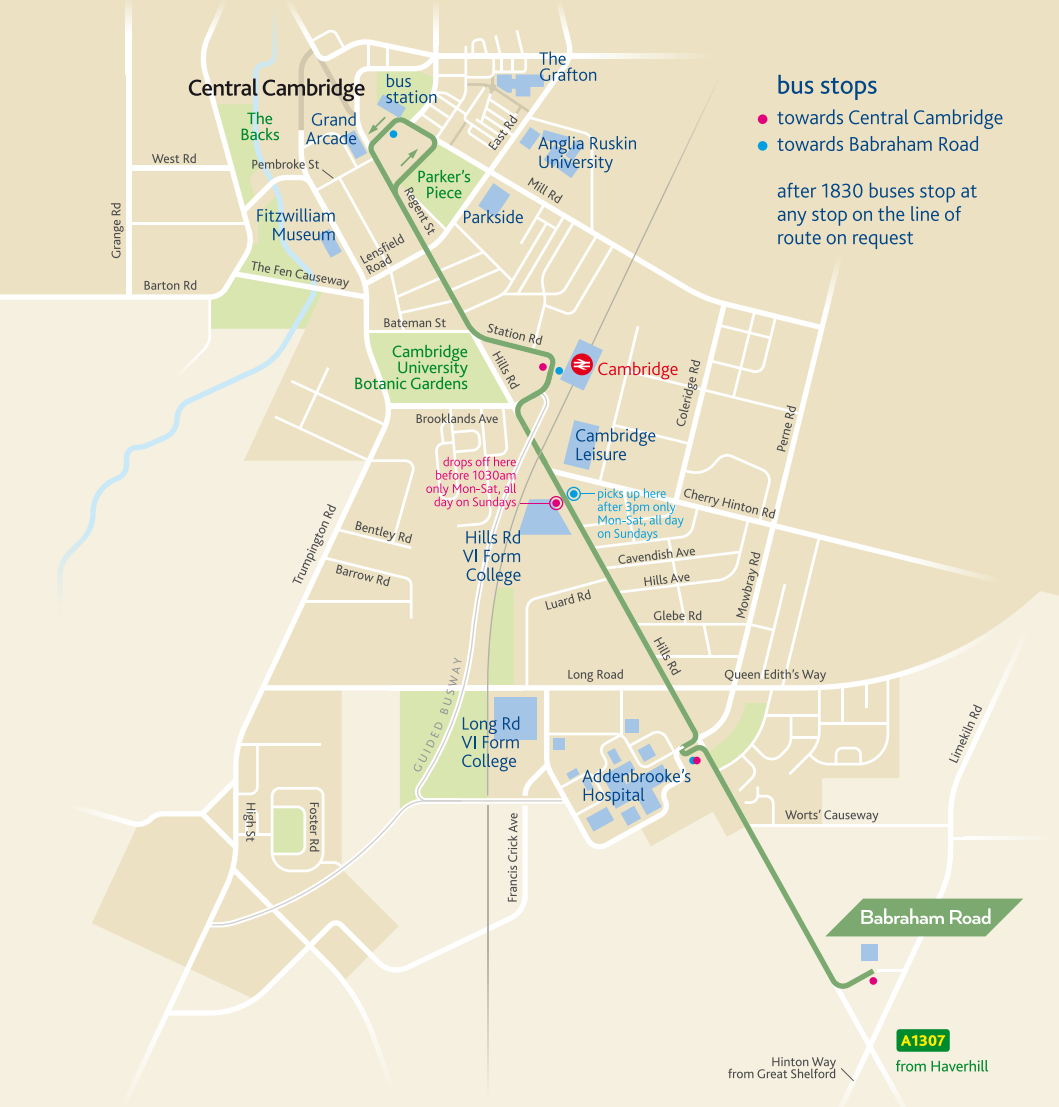 The
Grafton
Central Cambridge
bus
station
bus stops
The
Backs
Grand
Arcade
towards Central Cambridge
East Rd
Anglia Ruskin
University
towards Babraham Road
West Rd
Pembroke St
Parker's
Piece
Mill Rd
after 1830 buses stop at
any stop on the line of
route on request
Grange Rd
Fitzwilliam
Museum
Regent St
Parkside
Lensfield
Road
The Fen Causeway
Barton Rd
Bateman St
Station Rd
Cambridge
University
Botanic Gardens
Hills Rd
Cambridge
Coleridge Rd
Perne Rd
Brooklands Ave
Cambridge
Leisure
drops off here
before 1030am
only Mon-Sat, all
day on Sundays
picks up here
after 3pm only
Mon-Sat, all day
on Sundays
Cherry Hinton Rd
Trumpington Rd
Bentley Rd
Hills Rd
VI Form
College
Cavendish Ave
Barrow Rd
Hills Ave
Mowbray Rd
Luard Rd
Glebe Rd
Hills Rd
Long Road
Queen Edith's Way
GUIDED BUSWAY
Long Rd
VI Form
College
Limekiln Rd
Addenbrooke's
Hospital
High St
Foster Rd
Francis Crick Ave
Worts' Causeway
Babraham Road
A1307
from Haverhill
Hinton Way
from Great Shelford